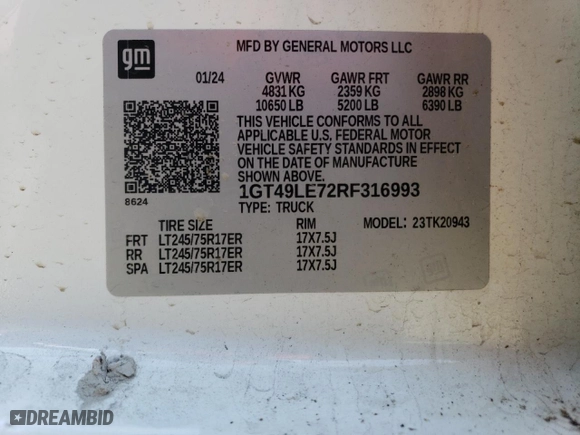 gm
MFD BY GENERAL MOTORS LLC
01/24 GVWR GAWR FRT GAWR RR
4831 KG 2359 KG 2898 KG
10650 LB 5200 LB 6390 LB
THIS VEHICLE CONFORMS TO ALL
APPLICABLE U.S. FEDERAL MOTOR
VEHICLE SAFETY STANDARDS IN EFFECT
ON THE DATE OF MANUFACTURE
SHOWN ABOVE.
8624
1GT49LE72RF316993
TYPE: TRUCK
MODEL: 23TK20943
TIRE SIZE RIM
FRT LT245/75R17ER 17X7.5J
RR LT245/75R17ER 17X7.5J
SPA LT245/75R17ER 17X7.5J
DREAMBID